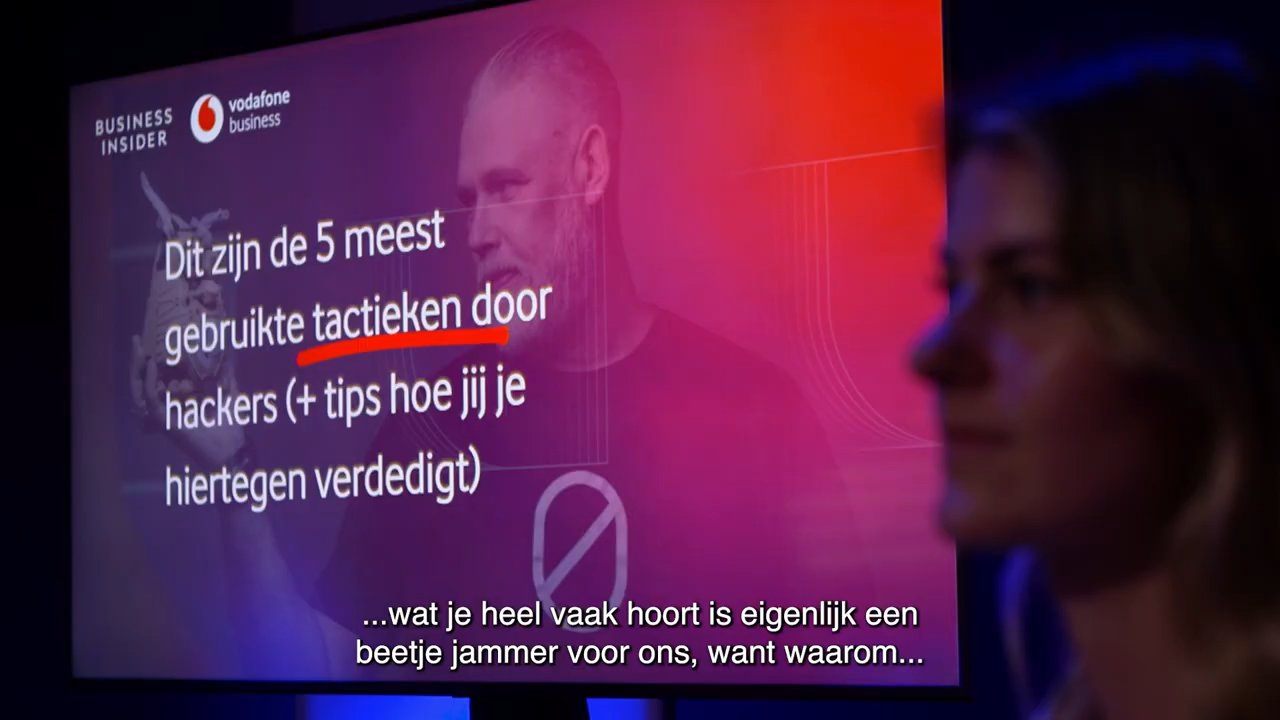 BUSINESS
INSIDER
vodafone
business
Dit zijn de 5 meest
gebruikte tactieken door
hackers (+ tips hoe jij je
hiertegen verdedigt)
...wat je heel vaak hoort is eigenlijk een
beetje jammer voor ons, want waarom...